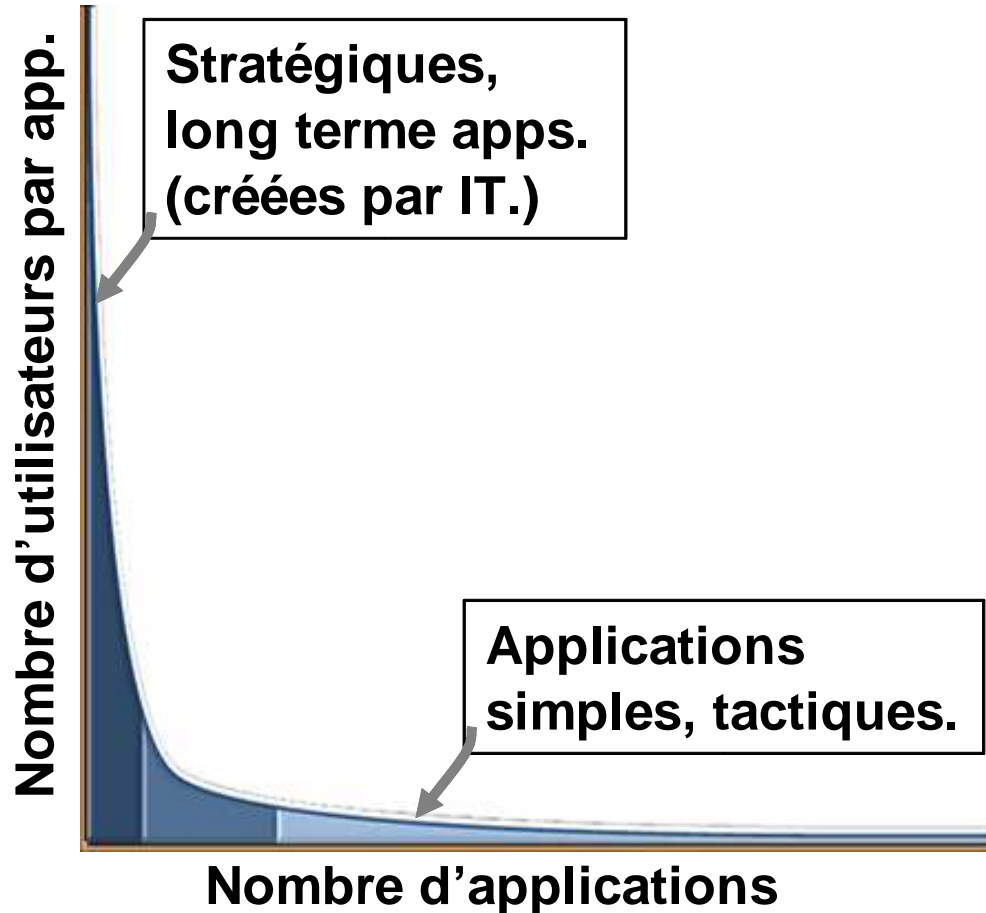 Nombre d'utilisateurs par app.
Stratégiques,
long terme apps.
(créées par IT.)
Applications
simples, tactiques.
Nombre d'applications